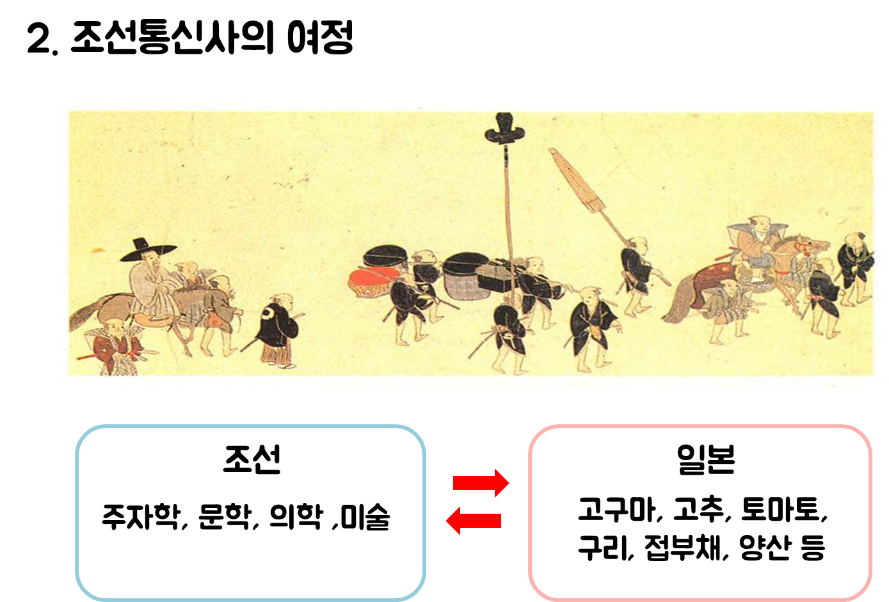 2. 조선통신사의 여정
조선
주자학, 문학, 의학 ,미술
일본
고구마, 고추, 토마토,
구리, 접부채, 양산 등